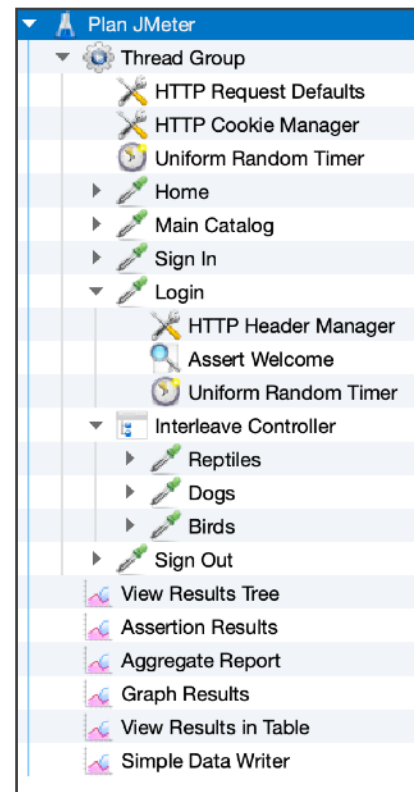 Plan JMeter
Thread Group
HTTP Request Defaults
HTTP Cookie Manager
Uniform Random Timer
Home
Main Catalog
Sign In
Login
HTTP Header Manager
Assert Welcome
Uniform Random Timer
Interleave Controller
Reptiles
Dogs
Birds
Sign Out
View Results Tree
Assertion Results
Aggregate Report
Graph Results
View Results in Table
Simple Data Writer